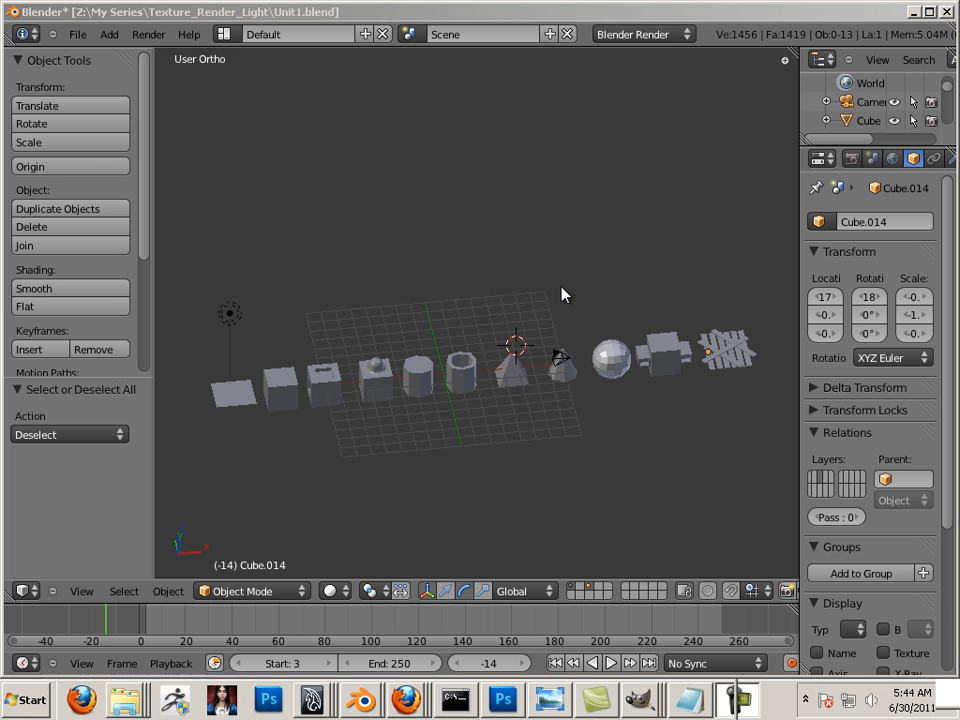 Blender* [Z:\My Series\Texture_Render_Light\Unit1.blend]
File Add Render Help Default Scene Blender Render Ve:1456 | Fa:1419 | Ob:0-13 | La:1 | Mem:5.04M (
Object Tools
Transform:
Translate
Rotate
Scale
Origin
Object:
Duplicate Objects
Delete
Join
Shading:
Smooth
Flat
Keyframes:
Insert Remove
Motion Paths:
Select or Deselect All
Action
Deselect
User Ortho
(-14) Cube.014
View Search
World
Camer
Cube
Cube.014
Cube.014
Transform
Locati Rotati Scale:
17 18 -0.
-0. 0° -1.
-0. 0° -0.
Rotatio XYZ Euler
Delta Transform
Transform Locks
Relations
Layers: Parent:
Object
Pass : 0
Groups
Add to Group
Display
Typ B
Name Texture
Axis X-Ray
View Select Object Object Mode Global
-40 -20 0 20 40 60 80 100 120 140 160 180 200 220 240 260
View Frame Playback Start: 3 End: 250 -14 No Sync
Start Ps Ps 5:44 AM
6/30/2011